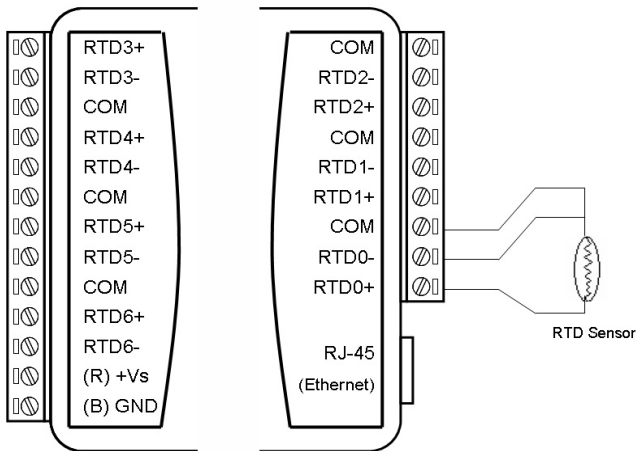 RTD3+
RTD3-
COM
RTD4+
RTD4-
COM
RTD5+
RTD5-
COM
RTD6+
RTD6-
(R) +Vs
(B) GND
COM
RTD2-
RTD2+
COM
RTD1-
RTD1+
COM
RTD0-
RTD0+
RJ-45
(Ethernet)
RTD Sensor